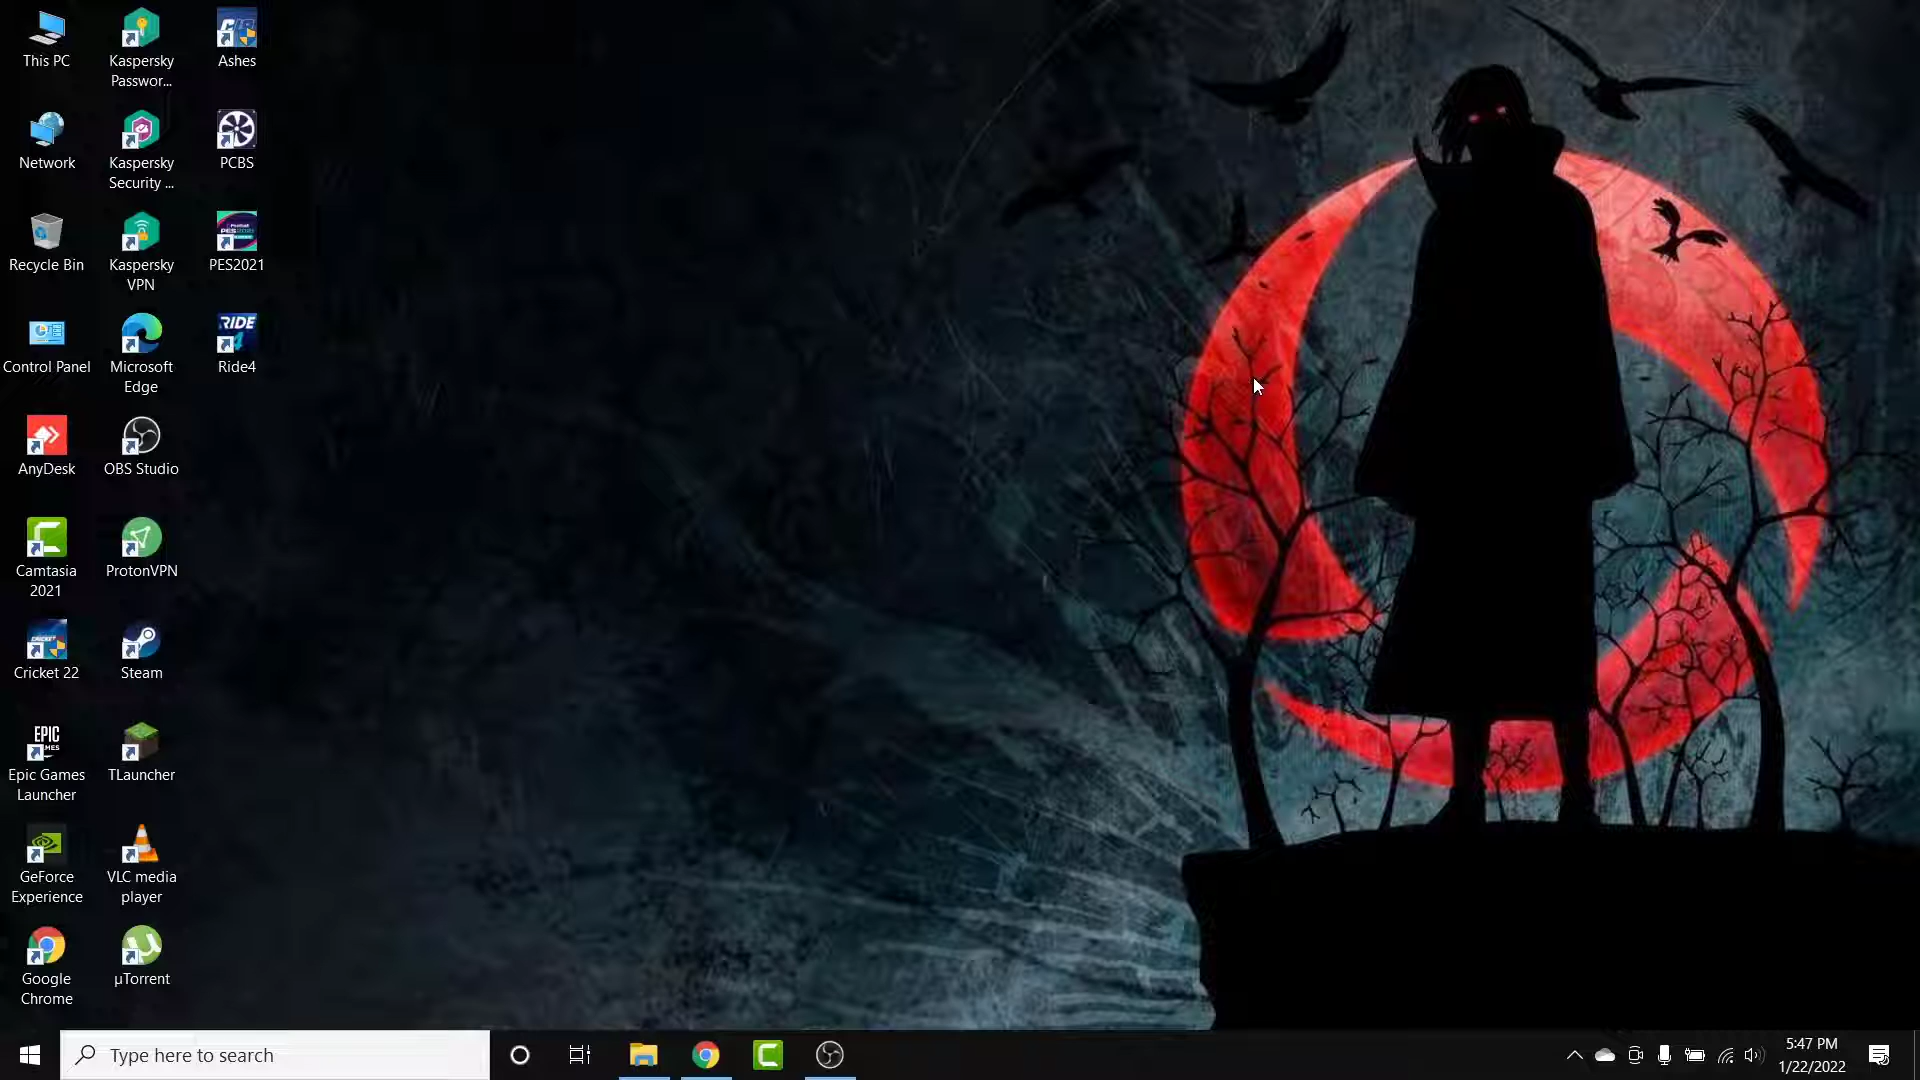 This PC
Kaspersky
Passwor...
Ashes
Network
Kaspersky
Security ...
PCBS
Recycle Bin
Kaspersky
VPN
PES2021
Control Panel
Microsoft
Edge
RIDE
4
Ride4
AnyDesk
OBS Studio
Camtasia
2021
ProtonVPN
CRICKET
Cricket 22
Steam
EPIC
Epic Games
Launcher
TLauncher
GeForce
Experience
VLC media
player
Google
Chrome
µTorrent
Type here to search
5:47 PM
1/22/2022